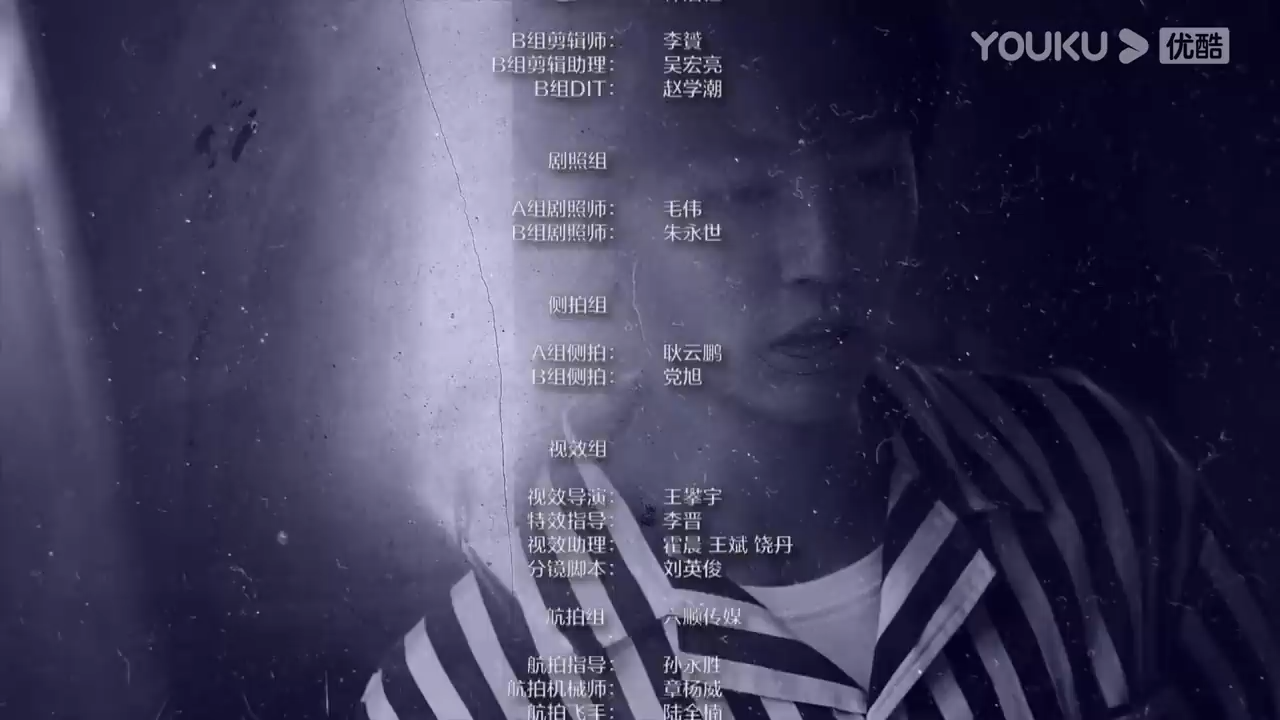 YOUKU 优酷
B组剪辑师： 李赟
B组剪辑助理： 吴宏亮
B组DIT： 赵学潮
剧照组
A组剧照师： 毛伟
B组剧照师： 朱永世
侧拍组
A组侧拍： 耿云鹏
B组侧拍： 党旭
视效组
视效导演： 王攀宇
特效指导： 李晋
视效助理： 霍晨 王斌 饶丹
分镜脚本： 刘英俊
航拍组 六顺传媒
航拍指导： 孙永胜
航拍机械师： 章杨威
航拍飞手：